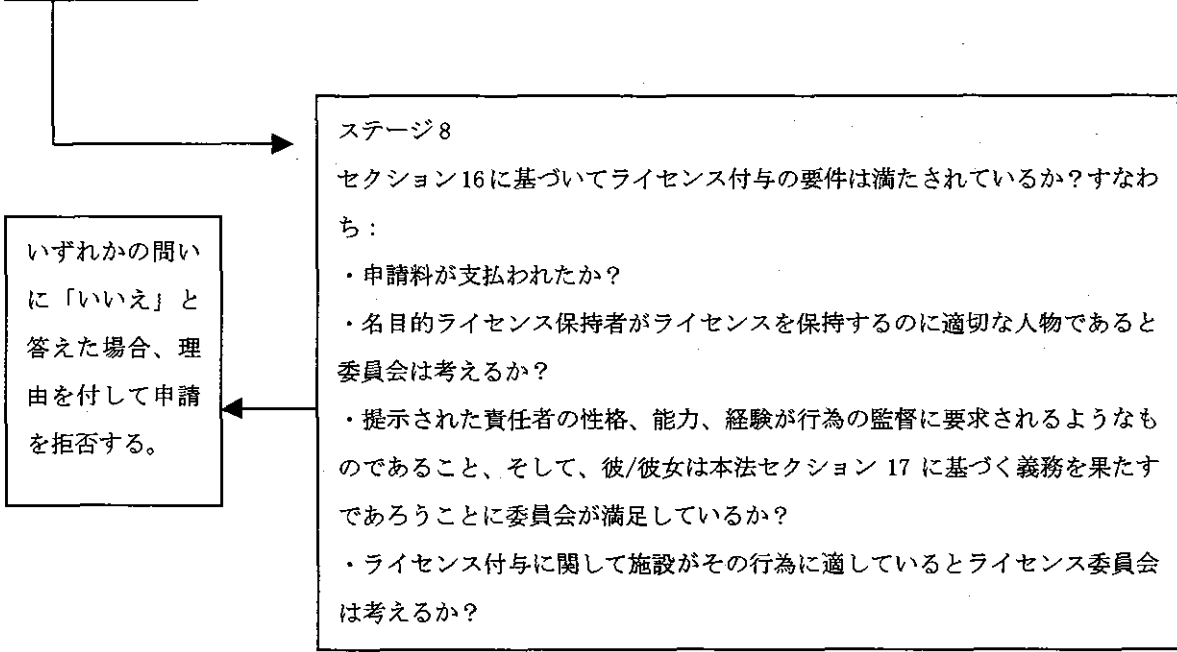 ステージ8
セクション16に基づいてライセンス付与の要件は満たされているか？すなわ
ち：
・申請料が支払われたか？
・名目的ライセンス保持者がライセンスを保持するのに適切な人物であると
委員会は考えるか？
・提示された責任者の性格、能力、経験が行為の監督に要求されるようなも
のであること、そして、彼/彼女は本法セクション 17 に基づく義務を果たす
であろうことに委員会が満足しているか？
・ライセンス付与に関して施設がその行為に適しているとライセンス委員会
は考えるか？
いずれかの問い
に「いいえ」と
答えた場合、理
由を付して申請
を拒否する。